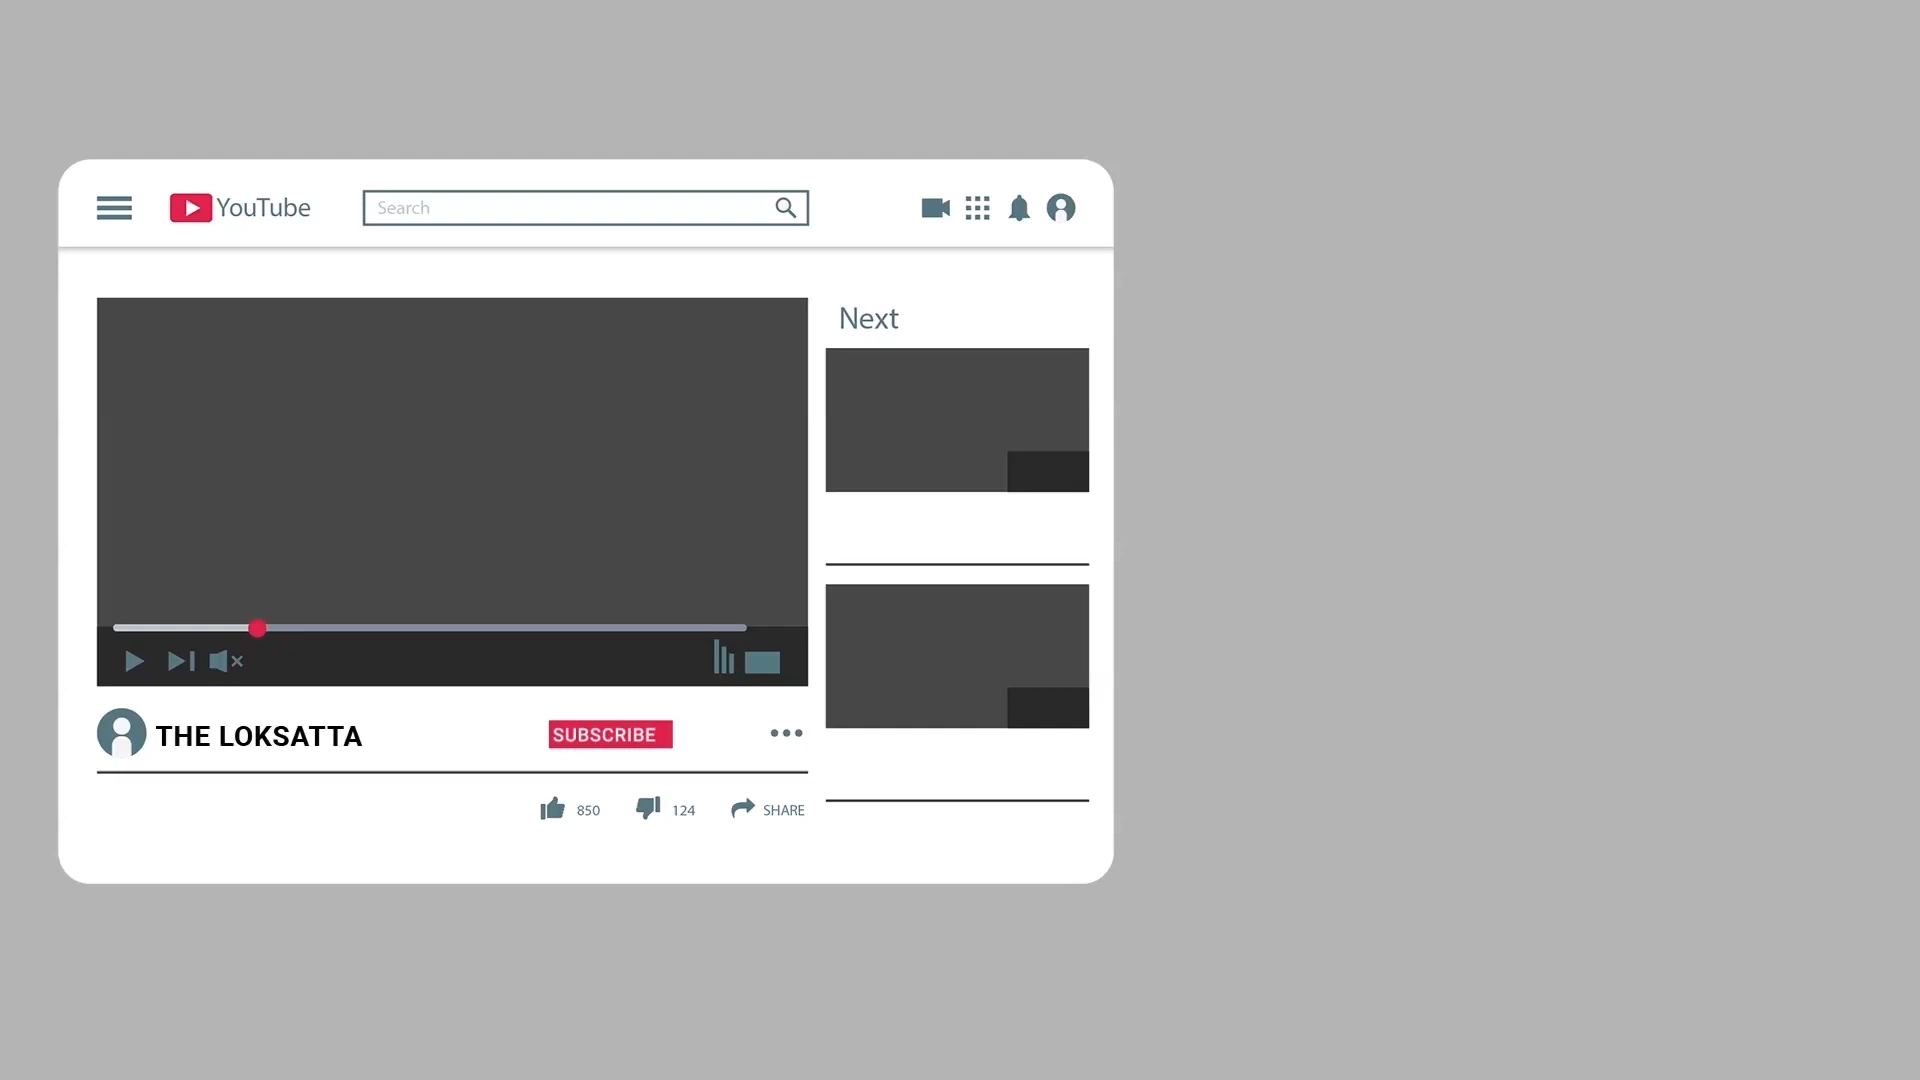 YouTube
Search
Next
THE LOKSATTA
SUBSCRIBE
850
124
SHARE